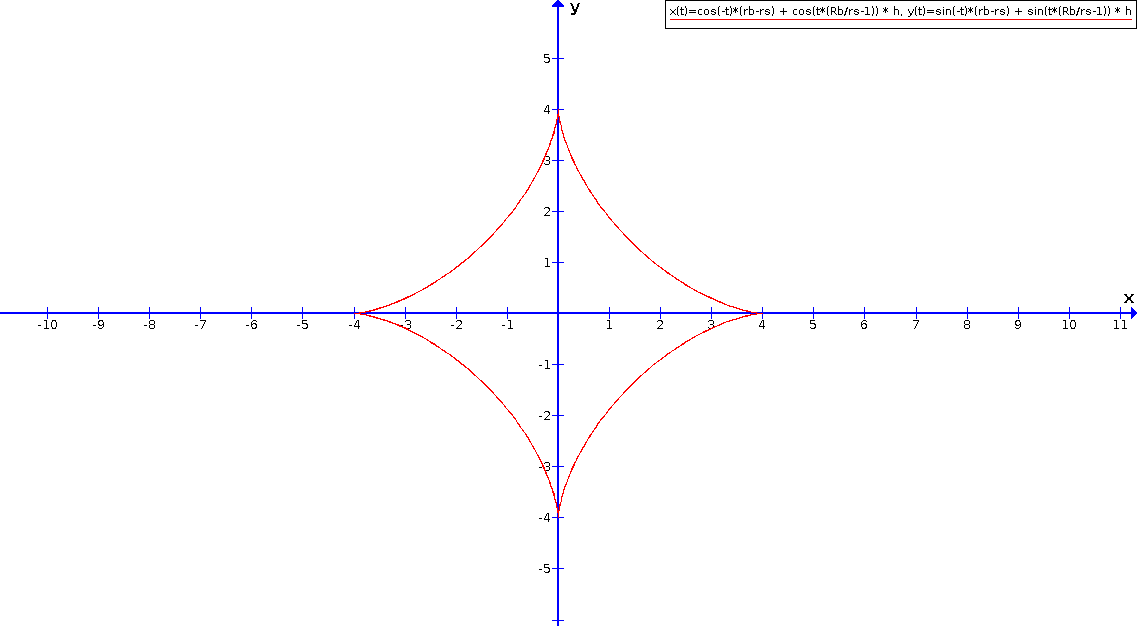 x(t)=cos(-t)*(rb-rs) + cos(t*(Rb/rs-1)) * h, y(t)=sin(-t)*(rb-rs) + sin(t*(Rb/rs-1)) * h
y
5
4
3
2
1
x
-10 -9 -8 -7 -6 -5 -4 -3 -2 -1 1 2 3 4 5 6 7 8 9 10 11
-1
-2
-3
-4
-5